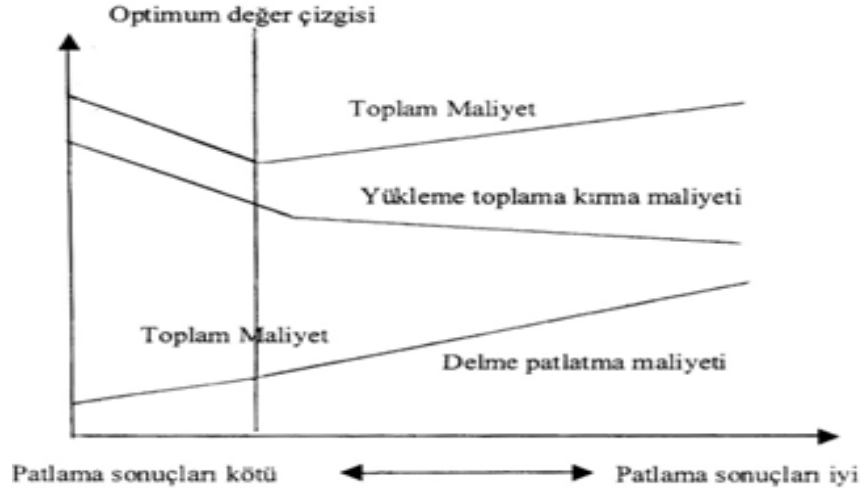 Optimum değer çizgisi
Toplam Maliyet
Yükleme toplama kırma maliyeti
Toplam Maliyet
Delme patlatma maliyeti
Patlama sonuçları kötü
Patlama sonuçları iyi